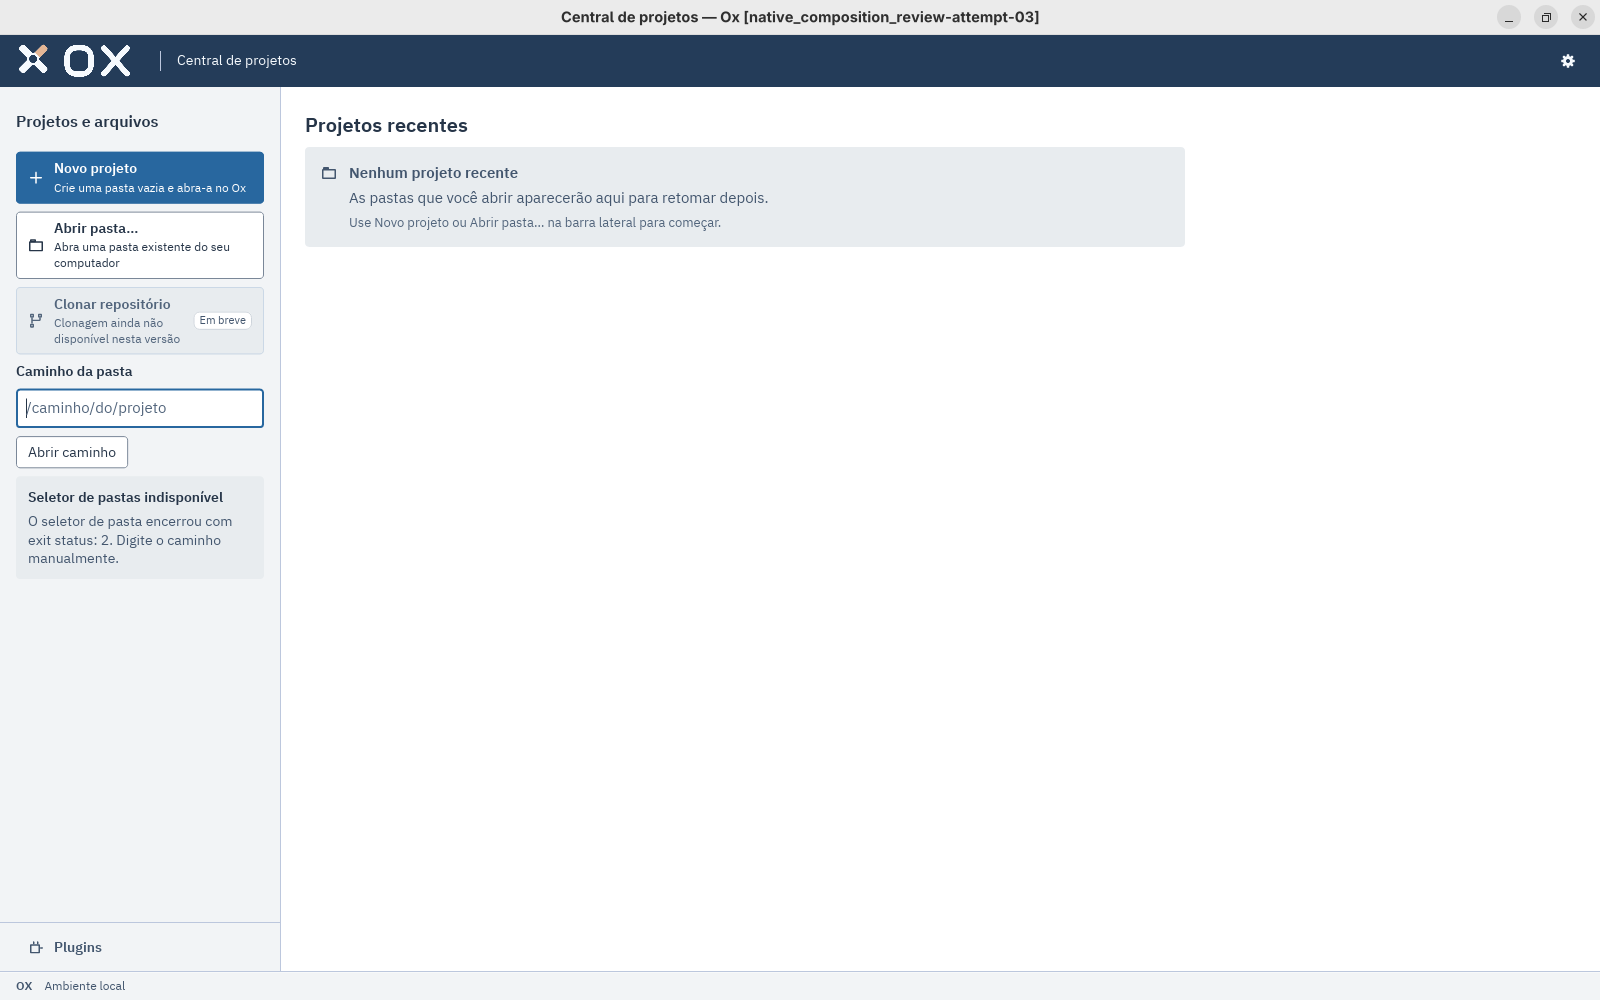 Central de projetos — Ox [native_composition_review-attempt-03]
OX
Central de projetos
Projetos e arquivos
Novo projeto
Crie uma pasta vazia e abra-a no Ox
Abrir pasta...
Abra uma pasta existente do seu
computador
Clonar repositório
Clonagem ainda não
disponível nesta versão
Em breve
Caminho da pasta
/caminho/do/projeto
Abrir caminho
Seletor de pastas indisponível
O seletor de pasta encerrou com
exit status: 2. Digite o caminho
manualmente.
Projetos recentes
Nenhum projeto recente
As pastas que você abrir aparecerão aqui para retomar depois.
Use Novo projeto ou Abrir pasta... na barra lateral para começar.
Plugins
OX Ambiente local